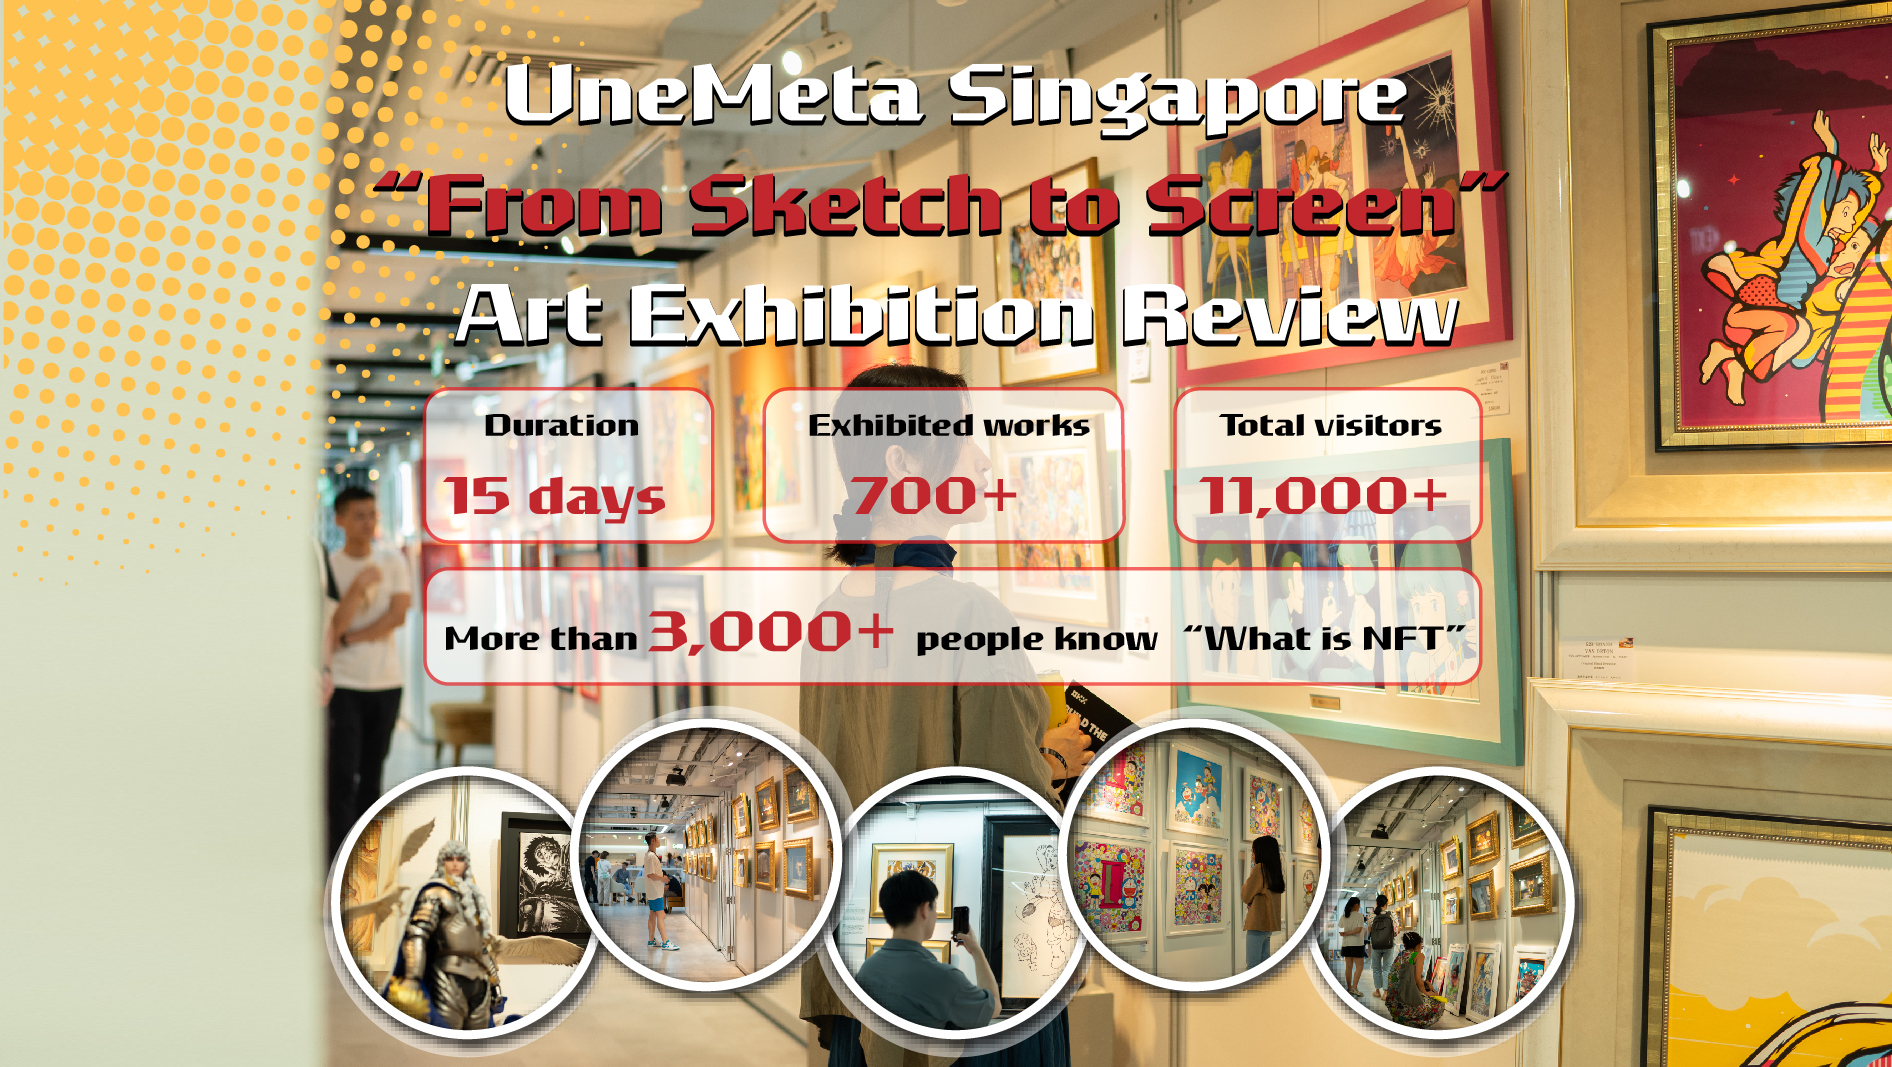 UneMeta Singapore
“From Sketch to Screen”
Art Exhibition Review
Duration
15 days
Exhibited works
700+
Total visitors
11,000+
More than 3,000+ people know “What is NFT”